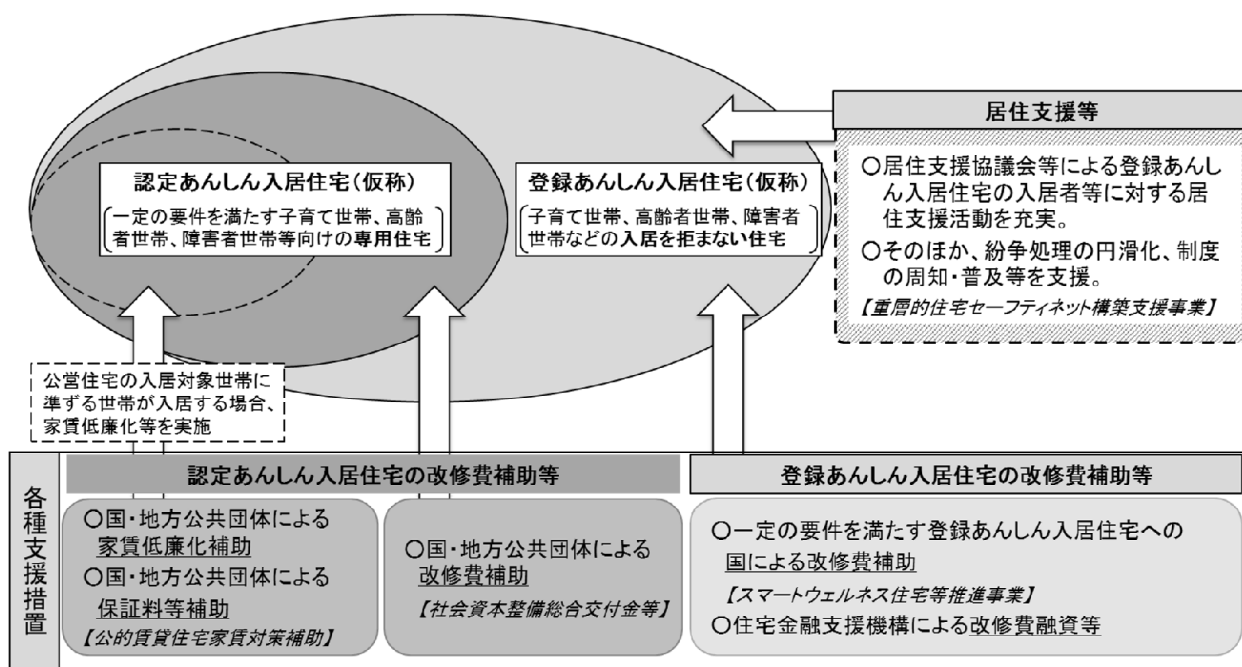 認定あんしん入居住宅(仮称)
一定の要件を満たす子育て世帯、高齢
者世帯、障害者世帯等向けの専用住宅
登録あんしん入居住宅(仮称)
子育て世帯、高齢者世帯、障害者
世帯などの入居を拒まない住宅
居住支援等
○居住支援協議会等による登録あんし
ん入居住宅の入居者等に対する居
住支援活動を充実。
○そのほか、紛争処理の円滑化、制度
の周知・普及等を支援。
【重層的住宅セーフティネット構築支援事業】
公営住宅の入居対象世帯に
準ずる世帯が入居する場合、
家賃低廉化等を実施
各種支援措置
認定あんしん入居住宅の改修費補助等
○国・地方公共団体による
家賃低廉化補助
○国・地方公共団体による
保証料等補助
【公的賃貸住宅家賃対策補助】
○国・地方公共団体による
改修費補助
【社会資本整備総合交付金等】
登録あんしん入居住宅の改修費補助等
○一定の要件を満たす登録あんしん入居住宅への
国による改修費補助
【スマートウェルネス住宅等推進事業】
○住宅金融支援機構による改修費融資等